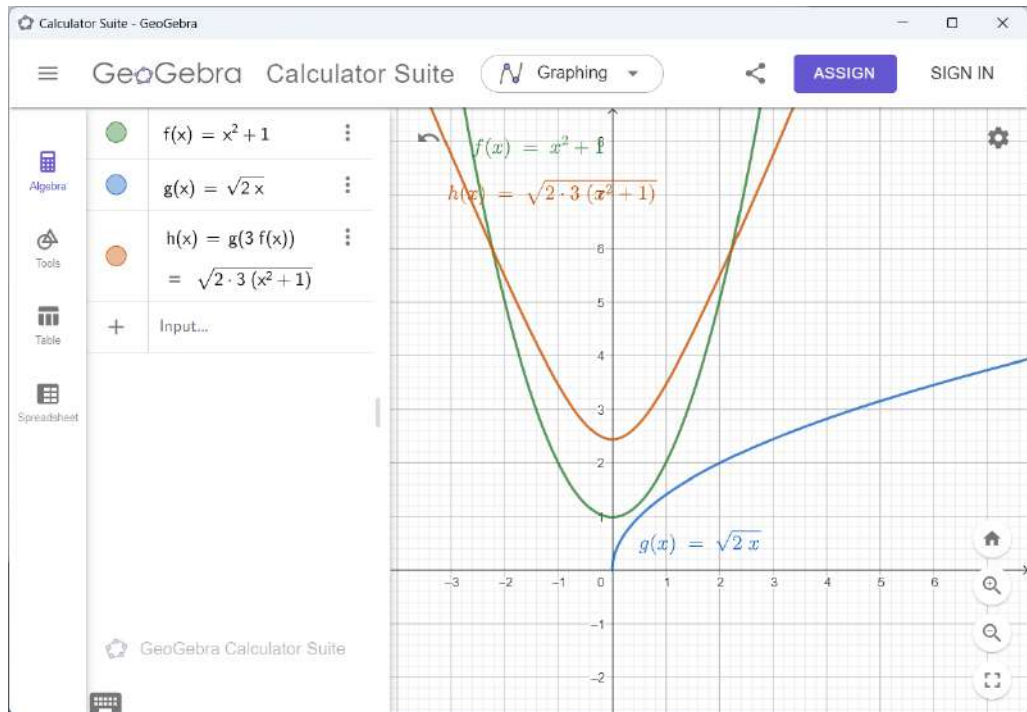 Calculator Suite - GeoGebra
GeoGebra Calculator Suite Graphing ASSIGN SIGN IN
Algebra
Tools
Table
Spreadsheet
f(x) = x² + 1
g(x) = √(2 x)
h(x) = g(3 f(x))
= √(2 · 3 (x² + 1))
Input...
GeoGebra Calculator Suite
f(x) = x² + 1
h(x) = √(2 · 3 (x² + 1))
g(x) = √(2 x)
8
7
6
5
4
3
2
1
-3 -2 -1 0 1 2 3 4 5 6
-1
-2